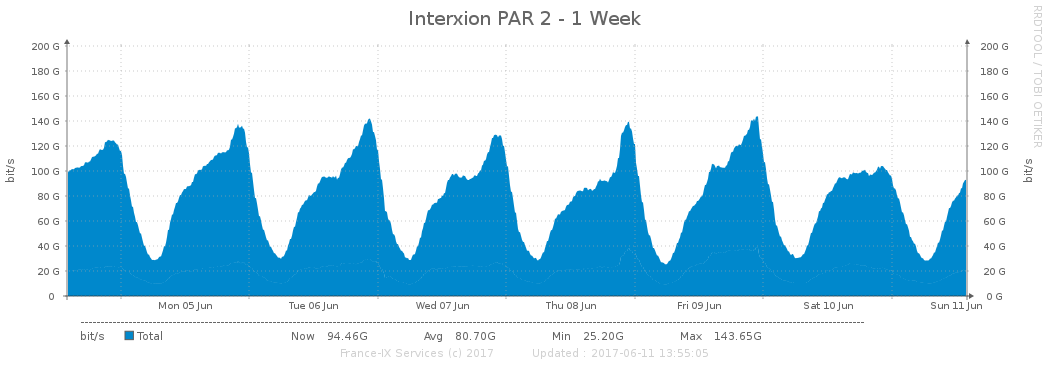 Interxion PAR 2 - 1 Week
RRDTOOL / TOBI OETIKER
200 G 200 G
180 G 180 G
160 G 160 G
140 G 140 G
120 G 120 G
100 G 100 G
80 G 80 G
60 G 60 G
40 G 40 G
20 G 20 G
0 0 G
bit/s bit/s
Mon 05 Jun Tue 06 Jun Wed 07 Jun Thu 08 Jun Fri 09 Jun Sat 10 Jun Sun 11 Jun
bit/s Total Now 94.46G Avg 80.70G Min 25.20G Max 143.65G
France-IX Services (c) 2017 Updated : 2017-06-11 13:55:05